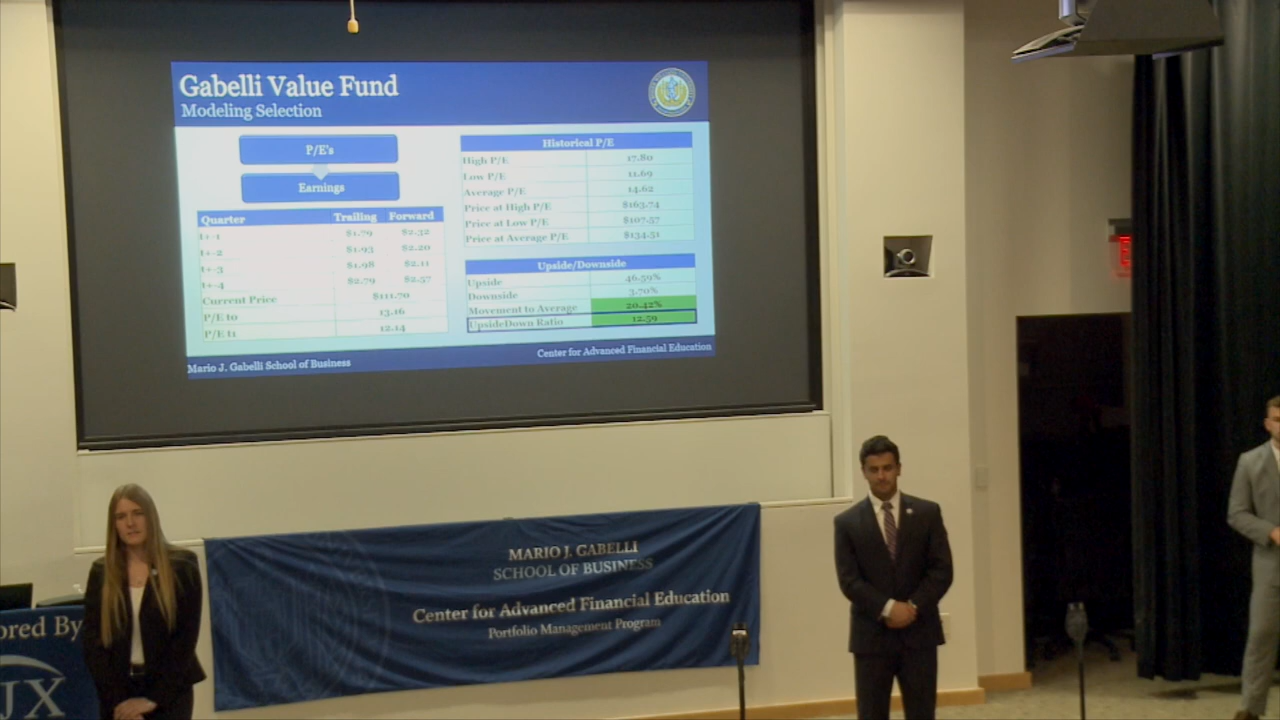 Gabelli Value Fund
Modeling Selection
P/E's
Earnings
Quarter Trailing Forward
t+-1 $1.79 $2.32
t+-2 $1.93 $2.20
t+-3 $1.98 $2.11
t+-4 $2.79 $2.57
Current Price $111.70
P/E t0 13.16
P/E t1 12.14
Historical P/E
High P/E 17.80
Low P/E 11.69
Average P/E 14.62
Price at High P/E $163.74
Price at Low P/E $107.57
Price at Average P/E $134.51
Upside/Downside
Upside 46.59%
Downside 3.70%
Movement to Average 20.42%
UpsideDown Ratio 12.59
Mario J. Gabelli School of Business
Center for Advanced Financial Education
MARIO J. GABELLI
SCHOOL OF BUSINESS
Center for Advanced Financial Education
Portfolio Management Program
ored By
JX
E